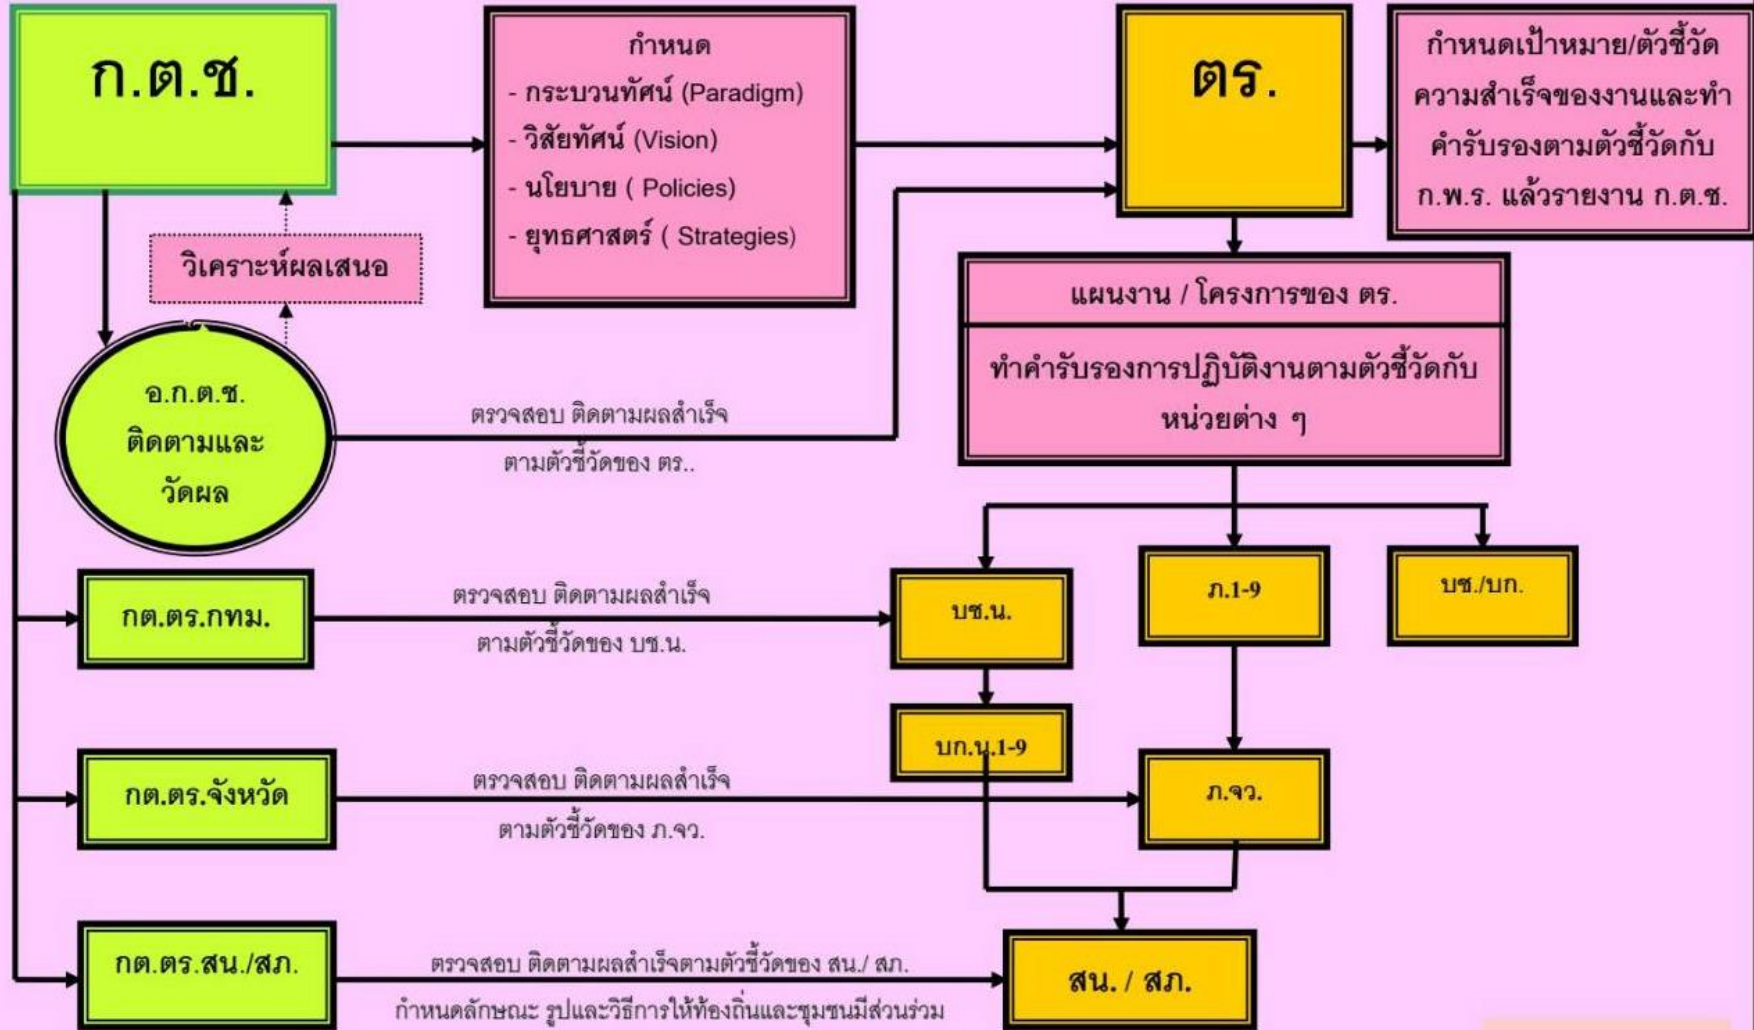 ก.ต.ช.
กำหนด
- กระบวนทัศน์ (Paradigm)
- วิสัยทัศน์ (Vision)
- นโยบาย ( Policies)
- ยุทธศาสตร์ ( Strategies)
ตร.
กำหนดเป้าหมาย/ตัวชี้วัด
ความสำเร็จของงานและทำ
คำรับรองตามตัวชี้วัดกับ
ก.พ.ร. แล้วรายงาน ก.ต.ช.
วิเคราะห์ผลเสนอ
แผนงาน / โครงการของ ตร.
ทำคำรับรองการปฏิบัติงานตามตัวชี้วัดกับ
หน่วยต่าง ๆ
อ.ก.ต.ช.
ติดตามและ
วัดผล
ตรวจสอบ ติดตามผลสำเร็จ
ตามตัวชี้วัดของ ตร..
กต.ตร.กทม.
ตรวจสอบ ติดตามผลสำเร็จ
ตามตัวชี้วัดของ บช.น.
บช.น.
ภ.1-9
บช./บก.
บก.น.1-9
กต.ตร.จังหวัด
ตรวจสอบ ติดตามผลสำเร็จ
ตามตัวชี้วัดของ ภ.จว.
ภ.จว.
กต.ตร.สน./สภ.
ตรวจสอบ ติดตามผลสำเร็จตามตัวชี้วัดของ สน./ สภ.
กำหนดลักษณะ รูปและวิธีการให้ท้องถิ่นและชุมชนมีส่วนร่วม
สน. / สภ.